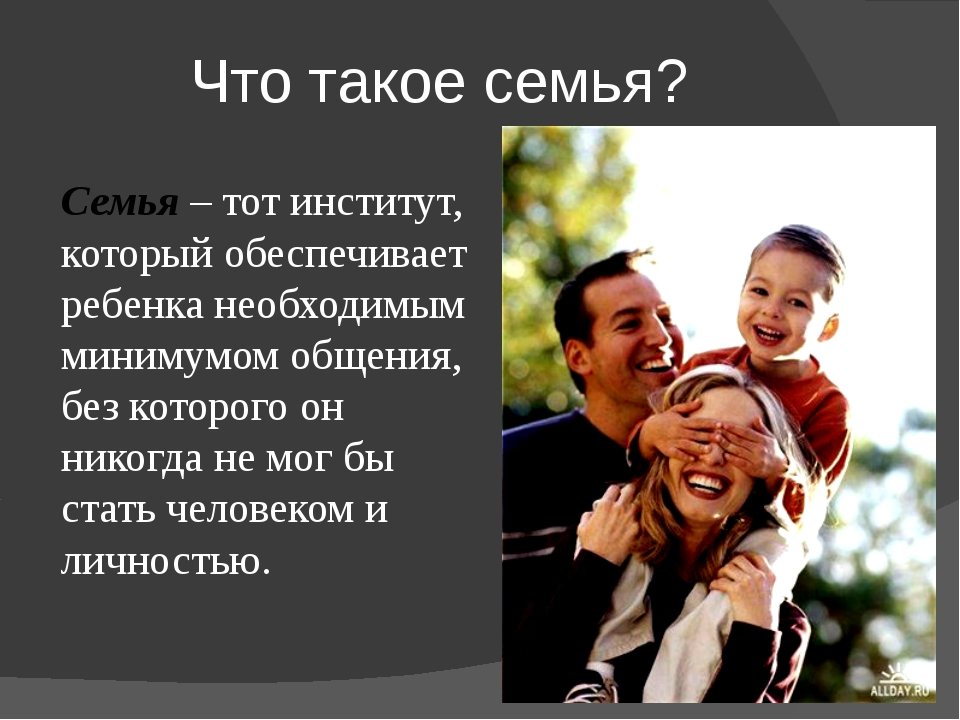 Что такое семья?
Семья – тот институт,
который обеспечивает
ребенка необходимым
минимумом общения,
без которого он
никогда не мог бы
стать человеком и
личностью.
ALLDAY.RU